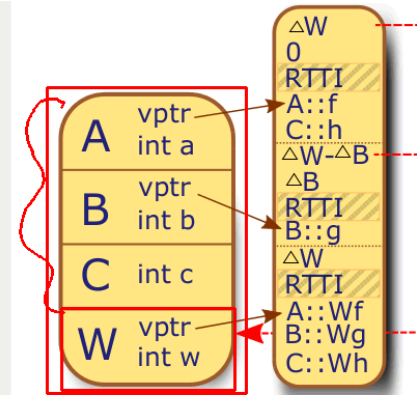 A
vptr
int a
B
vptr
int b
C
int c
W
vptr
int w
△W
0
RTTI
A::f
C::h
△W-△B
△B
RTTI
B::g
△W
RTTI
A::Wf
B::Wg
C::Wh